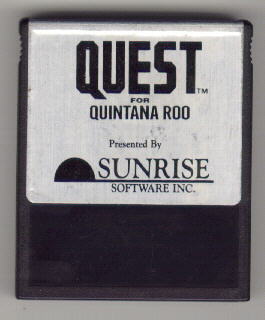 QUEST™
FOR
QUINTANA ROO
Presented By
SUNRISE
SOFTWARE INC.